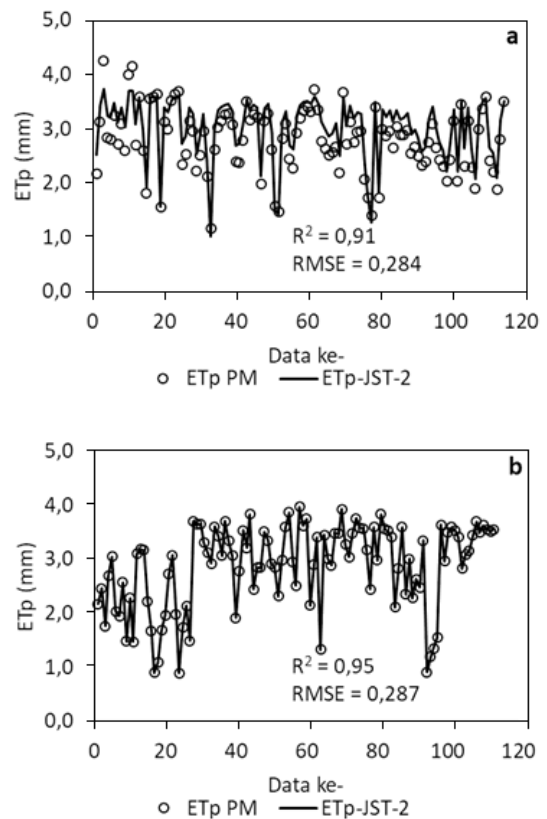 a
5,0
4,0
3,0
2,0
1,0
0,0
ETp (mm)
R² = 0,91
RMSE = 0,284
0 20 40 60 80 100 120
Data ke-
ETp PM ETp-JST-2
b
5,0
4,0
3,0
2,0
1,0
0,0
ETp (mm)
R² = 0,95
RMSE = 0,287
0 20 40 60 80 100 120
Data ke-
ETp PM ETp-JST-2